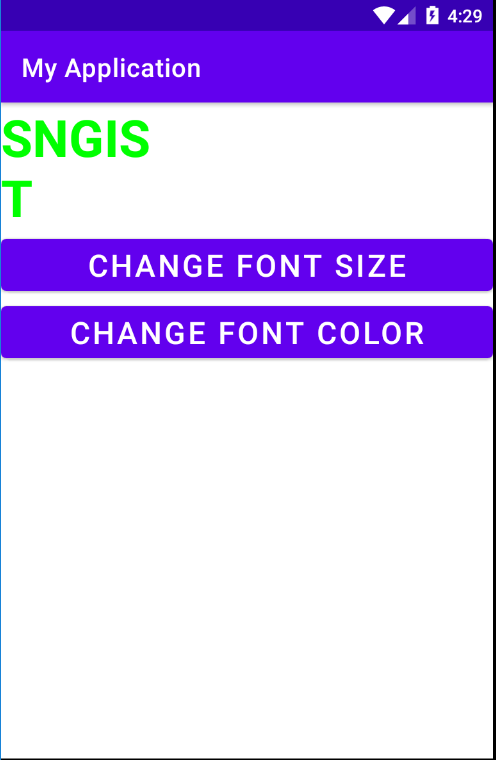 4:29
My Application
SNGIS
T
CHANGE FONT SIZE
CHANGE FONT COLOR